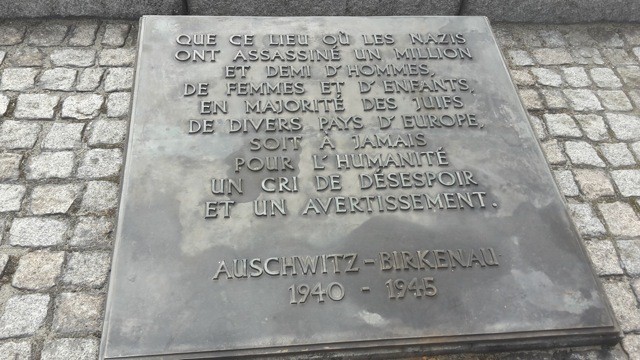 QUE CE LIEU OÙ LES NAZIS
ONT ASSASSINÉ UN MILLION
ET DEMI D'HOMMES,
DE FEMMES ET D'ENFANTS,
EN MAJORITÉ DES JUIFS
DE DIVERS PAYS D'EUROPE,
SOIT A JAMAIS
POUR L'HUMANITÉ
UN CRI DE DÉSESPOIR
ET UN AVERTISSEMENT.
AUSCHWITZ - BIRKENAU
1940 - 1945